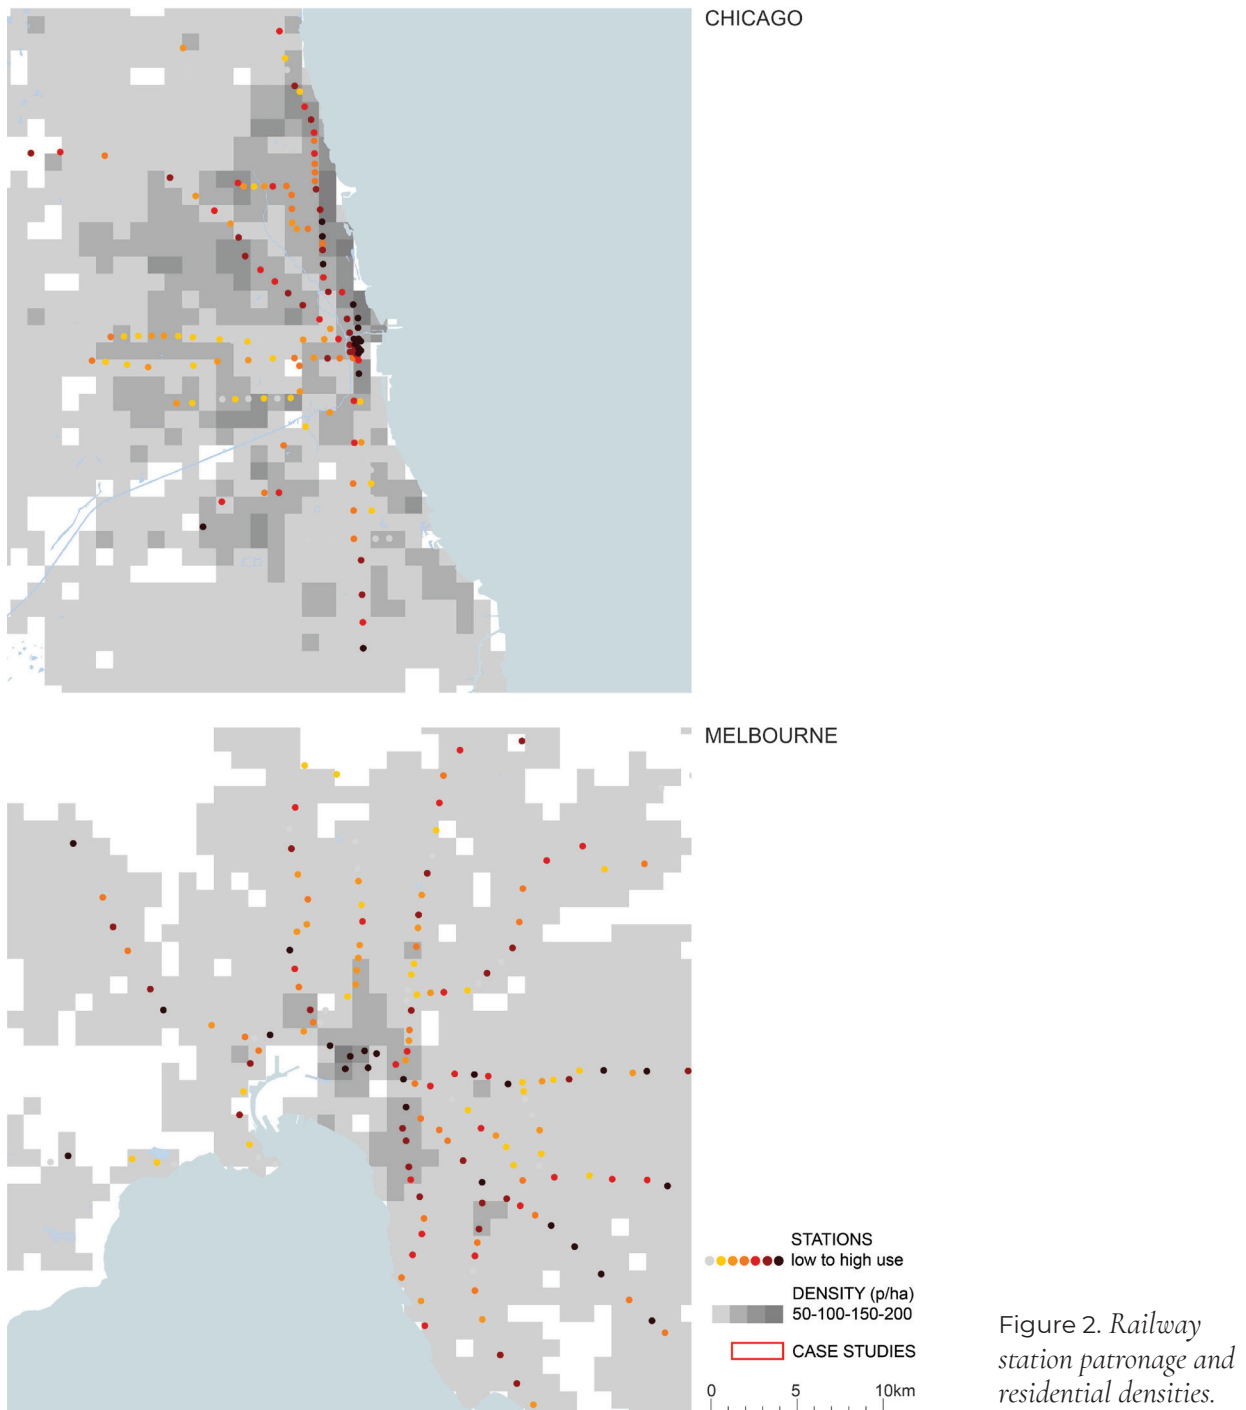 CHICAGO
MELBOURNE
STATIONS
low to high use
DENSITY (p/ha)
50-100-150-200
CASE STUDIES
0 5 10km
Figure 2. Railway
station patronage and
residential densities.